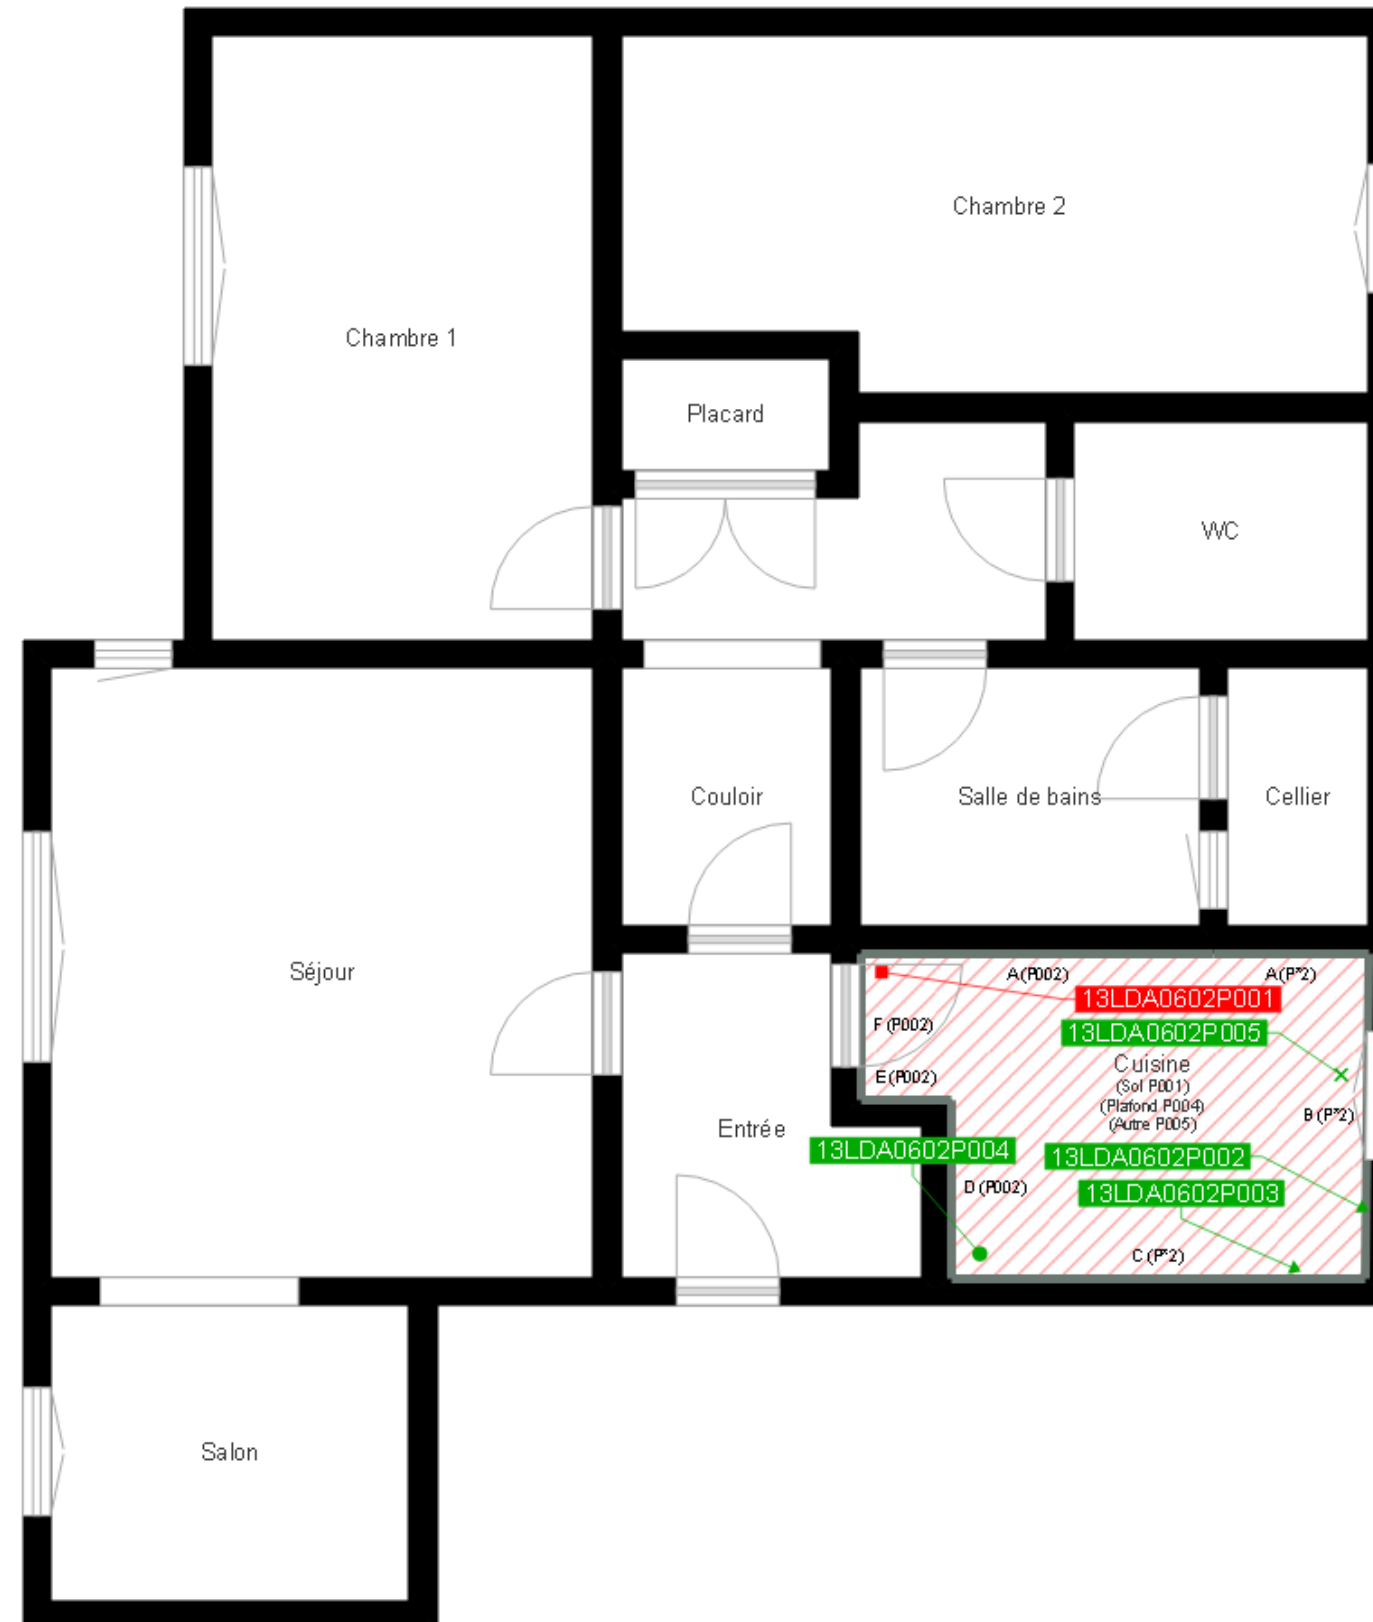 Chambre 2
Chambre 1
Placard
WC
Couloir
Salle de bains
Cellier
Séjour
A (P002)
A (P*2)
13LDA0602P001
F (P002)
13LDA0602P005
Cuisine
(Sol P001)
(Plafond P004)
(Autre P005)
E (P002)
B (P*2)
Entrée
13LDA0602P004
13LDA0602P002
D (P002)
13LDA0602P003
C (P*2)
Salon